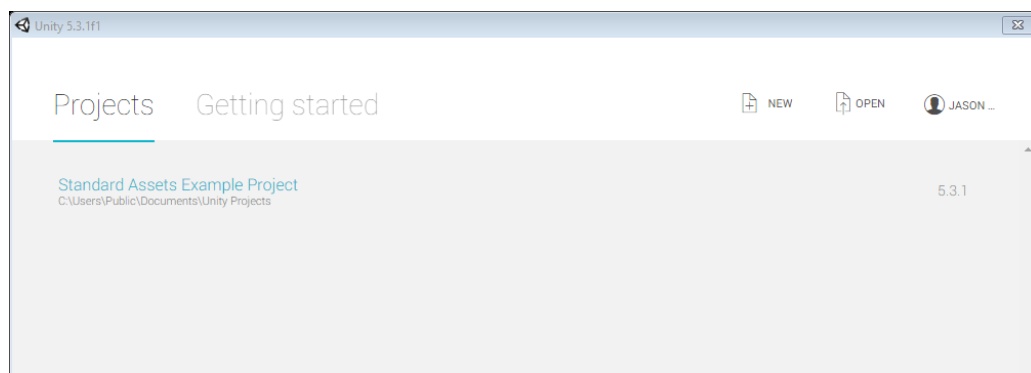 Unity 5.3.1f1
Projects Getting started NEW OPEN JASON ...
Standard Assets Example Project 5.3.1
C:\Users\Public\Documents\Unity Projects